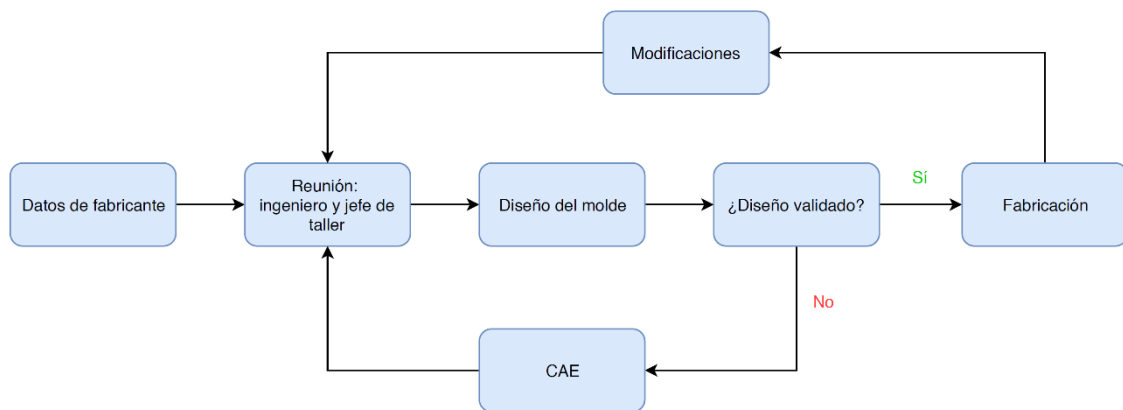 Modificaciones
Datos de fabricante
Reunión:
ingeniero y jefe de
taller
Diseño del molde
¿Diseño validado?
Sí
Fabricación
No
CAE